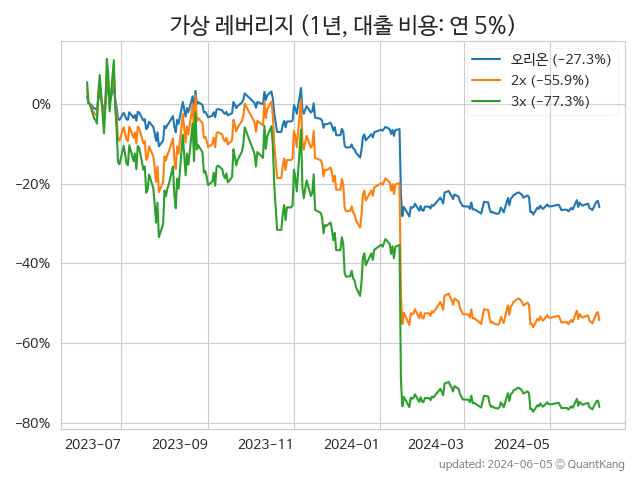 가상 레버리지 (1년, 대출 비용: 연 5%)
오리온 (−27.3%)
2x (−55.9%)
3x (−77.3%)
0%
−20%
−40%
−60%
−80%
2023-07 2023-09 2023-11 2024-01 2024-03 2024-05
updated: 2024-06-05 © QuantKang